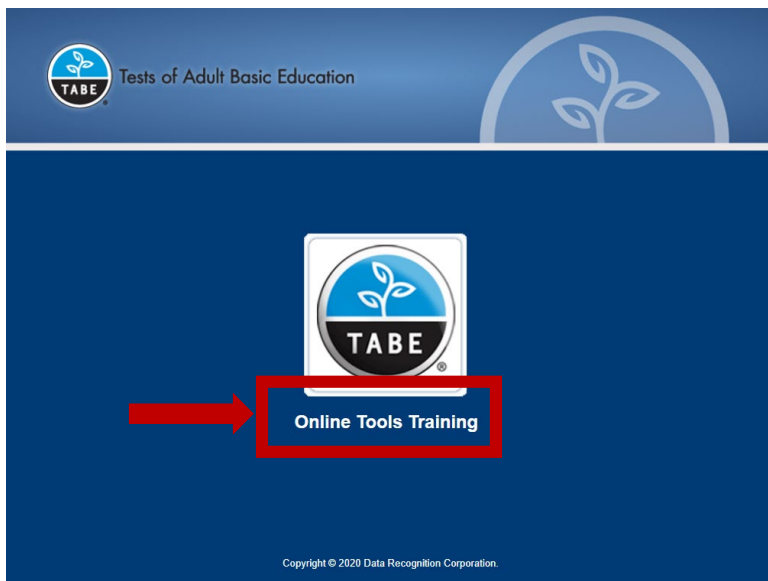 TABE
®
Tests of Adult Basic Education
TABE
®
Online Tools Training
Copyright © 2020 Data Recognition Corporation.